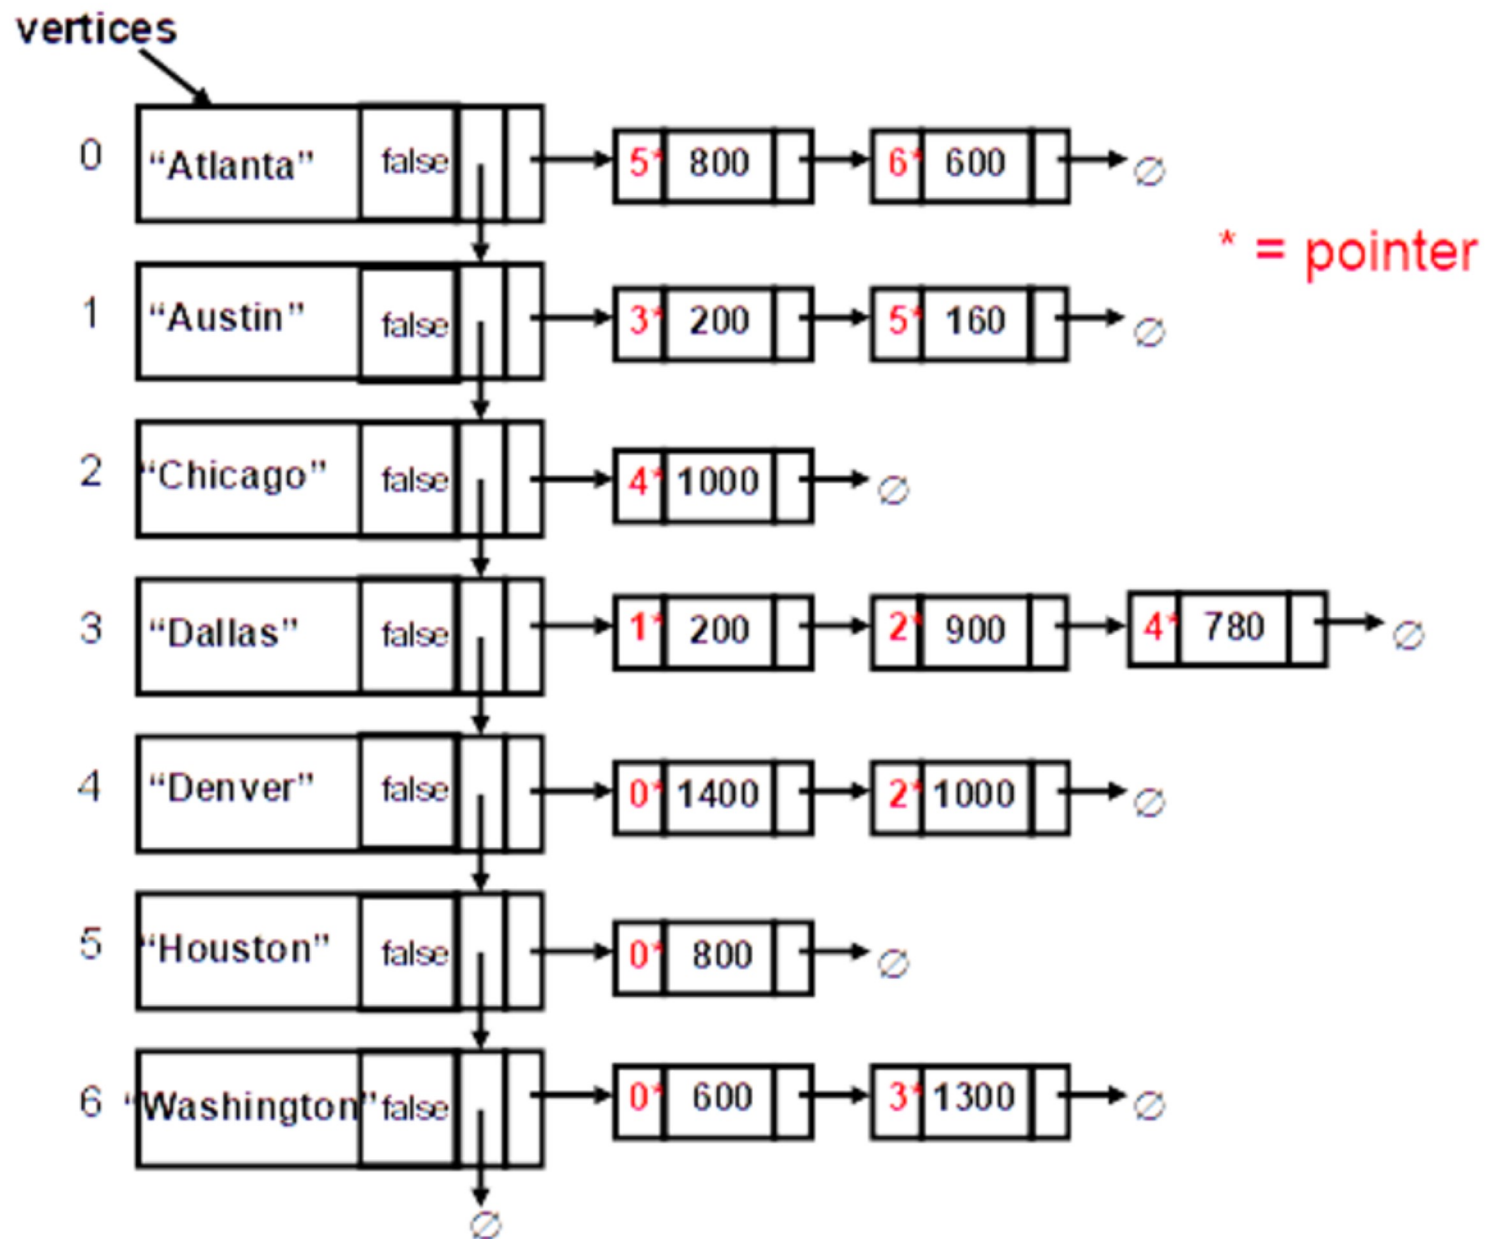 vertices
0 “Atlanta” false 5* 800 6* 600 ∅
* = pointer
1 “Austin” false 3* 200 5* 160 ∅
2 “Chicago” false 4* 1000 ∅
3 “Dallas” false 1* 200 2* 900 4* 780 ∅
4 “Denver” false 0* 1400 2* 1000 ∅
5 “Houston” false 0* 800 ∅
6 “Washington” false 0* 600 3* 1300 ∅
∅